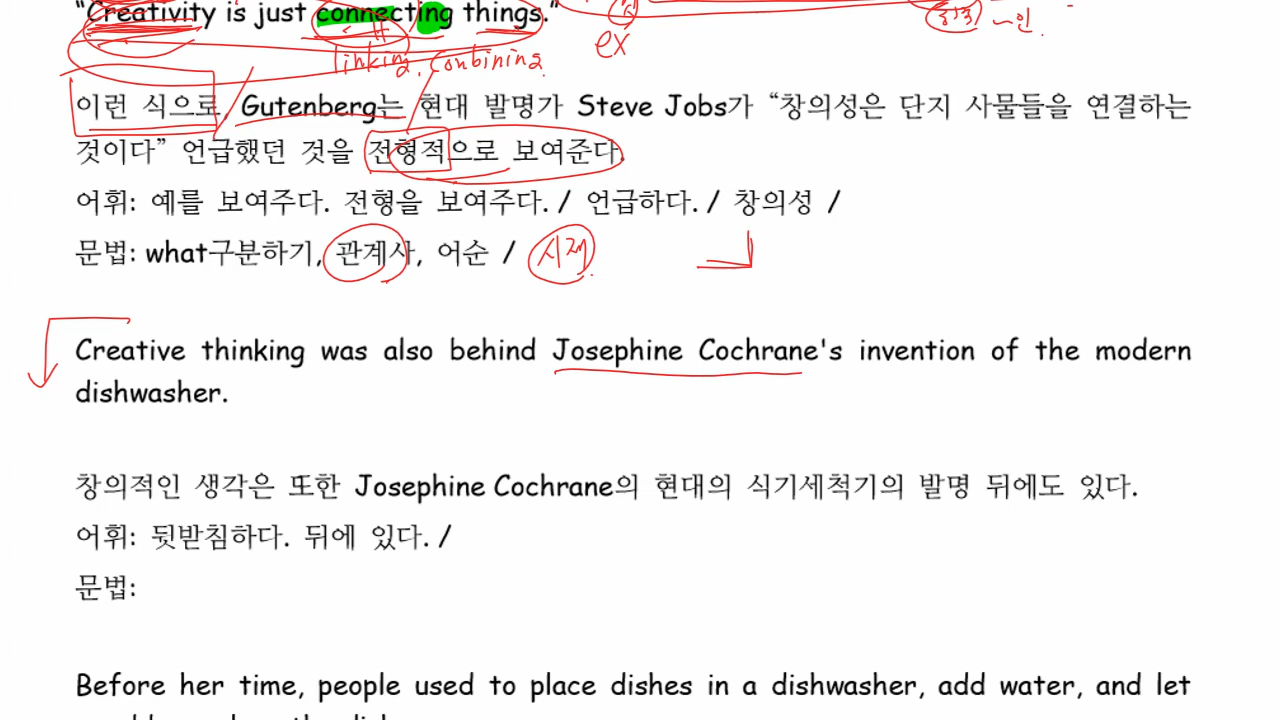 “Creativity is just connecting things.”
ex
linking, combining
이런 식으로, Gutenberg는 현대 발명가 Steve Jobs가 “창의성은 단지 사물들을 연결하는
것이다” 언급했던 것을 전형적으로 보여준다.
어휘: 예를 보여주다. 전형을 보여주다. / 언급하다. / 창의성 /
문법: what구분하기, 관계사, 어순 / 시제
Creative thinking was also behind Josephine Cochrane's invention of the modern
dishwasher.
창의적인 생각은 또한 Josephine Cochrane의 현대의 식기세척기의 발명 뒤에도 있다.
어휘: 뒷받침하다. 뒤에 있다. /
문법:
Before her time, people used to place dishes in a dishwasher, add water, and let